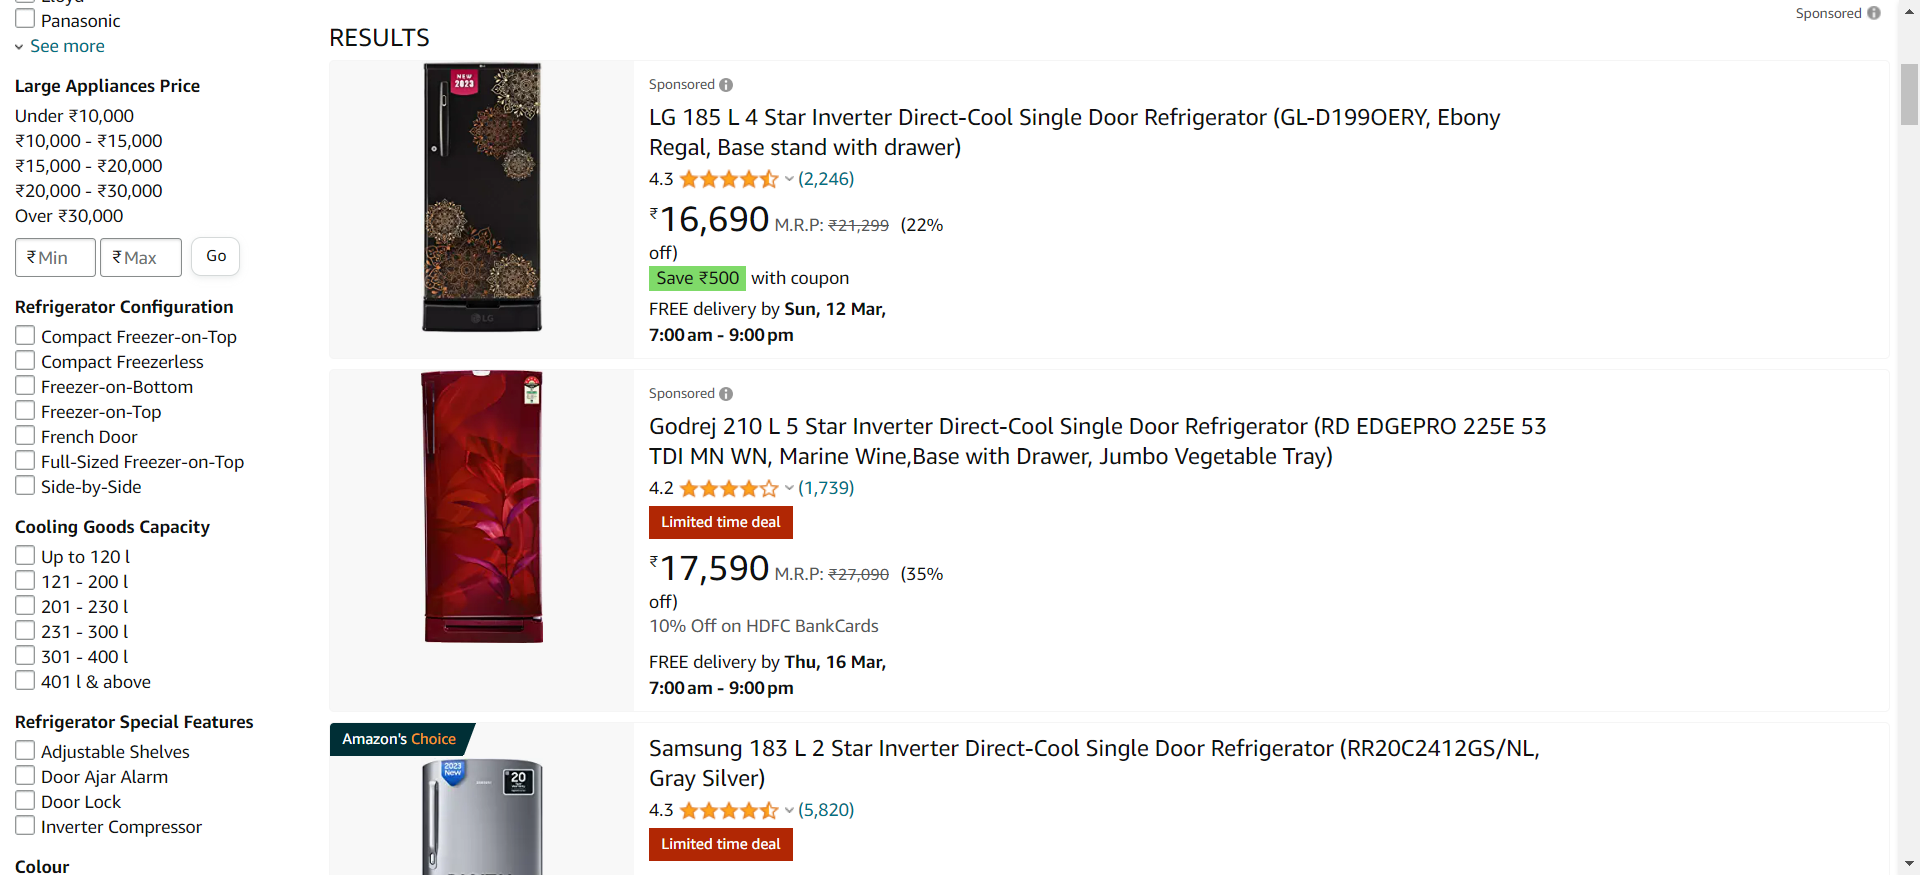 Panasonic
See more
Large Appliances Price
Under ₹10,000
₹10,000 - ₹15,000
₹15,000 - ₹20,000
₹20,000 - ₹30,000
Over ₹30,000
₹ Min
₹ Max
Go
Refrigerator Configuration
Compact Freezer-on-Top
Compact Freezerless
Freezer-on-Bottom
Freezer-on-Top
French Door
Full-Sized Freezer-on-Top
Side-by-Side
Cooling Goods Capacity
Up to 120 l
121 - 200 l
201 - 230 l
231 - 300 l
301 - 400 l
401 l & above
Refrigerator Special Features
Adjustable Shelves
Door Ajar Alarm
Door Lock
Inverter Compressor
Colour
Sponsored
RESULTS
NEW
2023
LG
Sponsored
LG 185 L 4 Star Inverter Direct-Cool Single Door Refrigerator (GL-D199OERY, Ebony
Regal, Base stand with drawer)
4.3 (2,246)
₹16,690 M.R.P: ₹21,299 (22%
off)
Save ₹500 with coupon
FREE delivery by Sun, 12 Mar,
7:00 am - 9:00 pm
Sponsored
Godrej 210 L 5 Star Inverter Direct-Cool Single Door Refrigerator (RD EDGEPRO 225E 53
TDI MN WN, Marine Wine,Base with Drawer, Jumbo Vegetable Tray)
4.2 (1,739)
Limited time deal
₹17,590 M.R.P: ₹27,090 (35%
off)
10% Off on HDFC BankCards
FREE delivery by Thu, 16 Mar,
7:00 am - 9:00 pm
Amazon's Choice
2023
New
SAMSUNG
20
Samsung 183 L 2 Star Inverter Direct-Cool Single Door Refrigerator (RR20C2412GS/NL,
Gray Silver)
4.3 (5,820)
Limited time deal